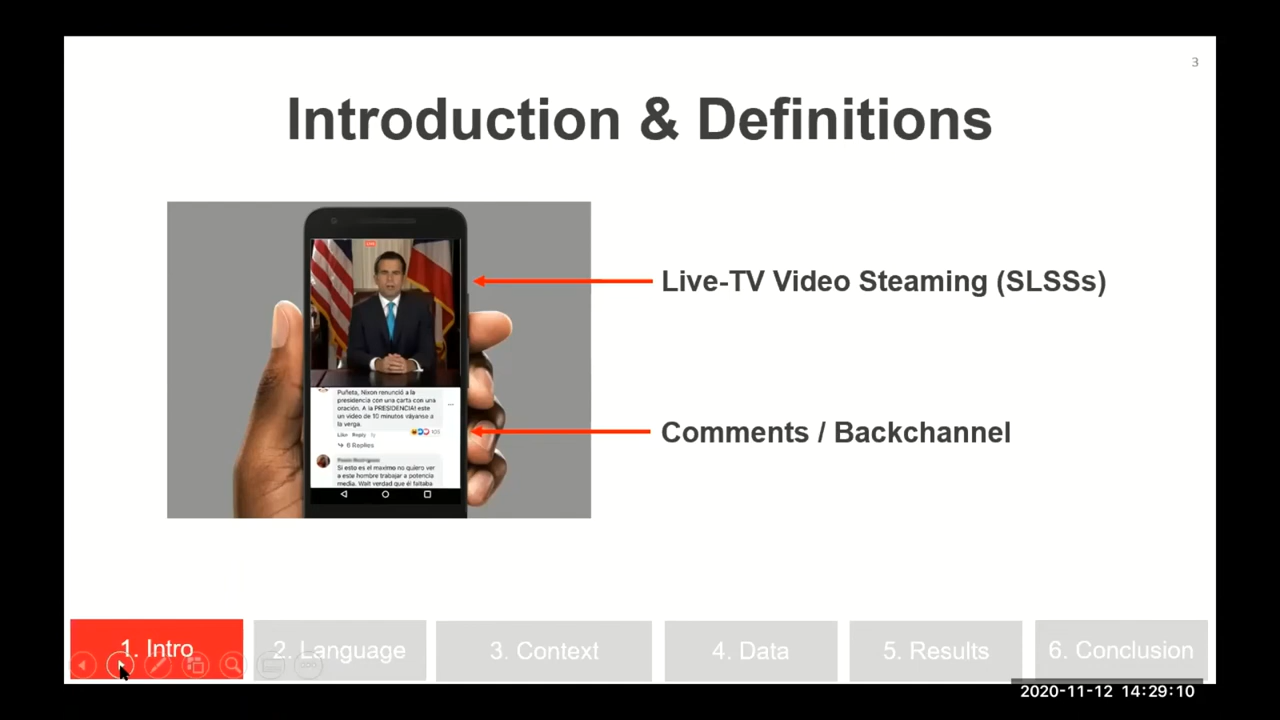 3
Introduction & Definitions
LIVE
Live-TV Video Steaming (SLSSs)
Puñeta, Nixon renunció a la
presidencia con una carta con una
oración. A la PRESIDENCIA! este
un video de 10 minutos váyanse a
la verga.
Like Reply
6 Replies
Comments / Backchannel
Si esto es el maximo no quiero ver
a este hombre trabajar a potencia
media. Wait verdad que él faltaba
1. Intro
2. Language
3. Context
4. Data
5. Results
6. Conclusion
2020-11-12 14:29:10